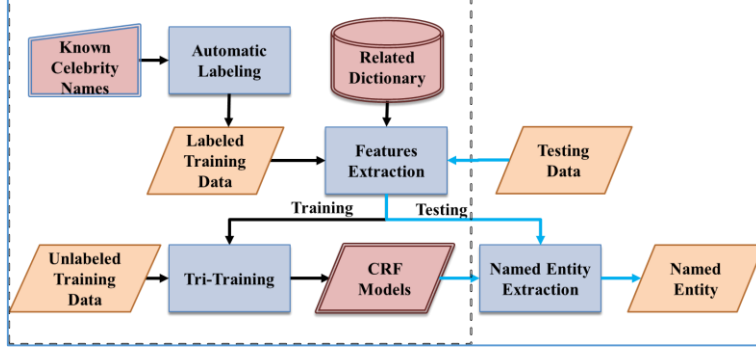 Known
Celebrity
Names
Automatic
Labeling
Related
Dictionary
Labeled
Training
Data
Features
Extraction
Testing
Data
Training
Testing
Unlabeled
Training
Data
Tri-Training
CRF
Models
Named Entity
Extraction
Named
Entity